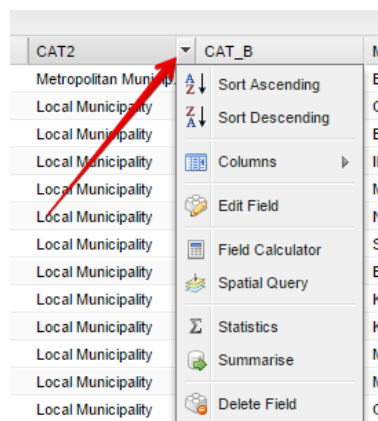 CAT2 CAT_B
Metropolitan Municip
Local Municipality
Local Municipality
Local Municipality
Local Municipality
Local Municipality
Local Municipality
Local Municipality
Local Municipality
Local Municipality
Local Municipality
Local Municipality
Local Municipality
Sort Ascending
Sort Descending
Columns
Edit Field
Field Calculator
Spatial Query
Statistics
Summarise
Delete Field